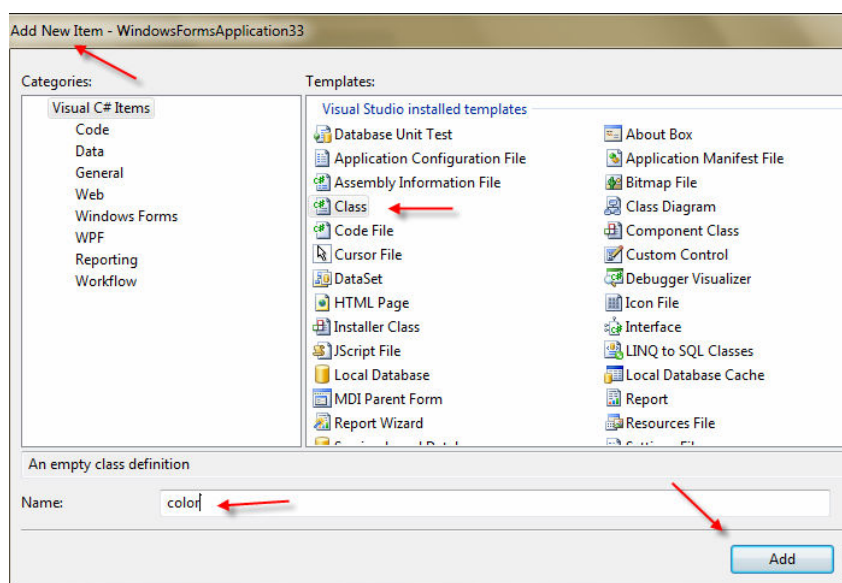 Add New Item - WindowsFormsApplication33
Categories:
Templates:
Visual C# Items
Code
Data
General
Web
Windows Forms
WPF
Reporting
Workflow
Visual Studio installed templates
Database Unit Test
About Box
Application Configuration File
Application Manifest File
Assembly Information File
Bitmap File
Class
Class Diagram
Code File
Component Class
Cursor File
Custom Control
DataSet
Debugger Visualizer
HTML Page
Icon File
Installer Class
Interface
JScript File
LINQ to SQL Classes
Local Database
Local Database Cache
MDI Parent Form
Report
Report Wizard
Resources File
An empty class definition
Name:
color
Add